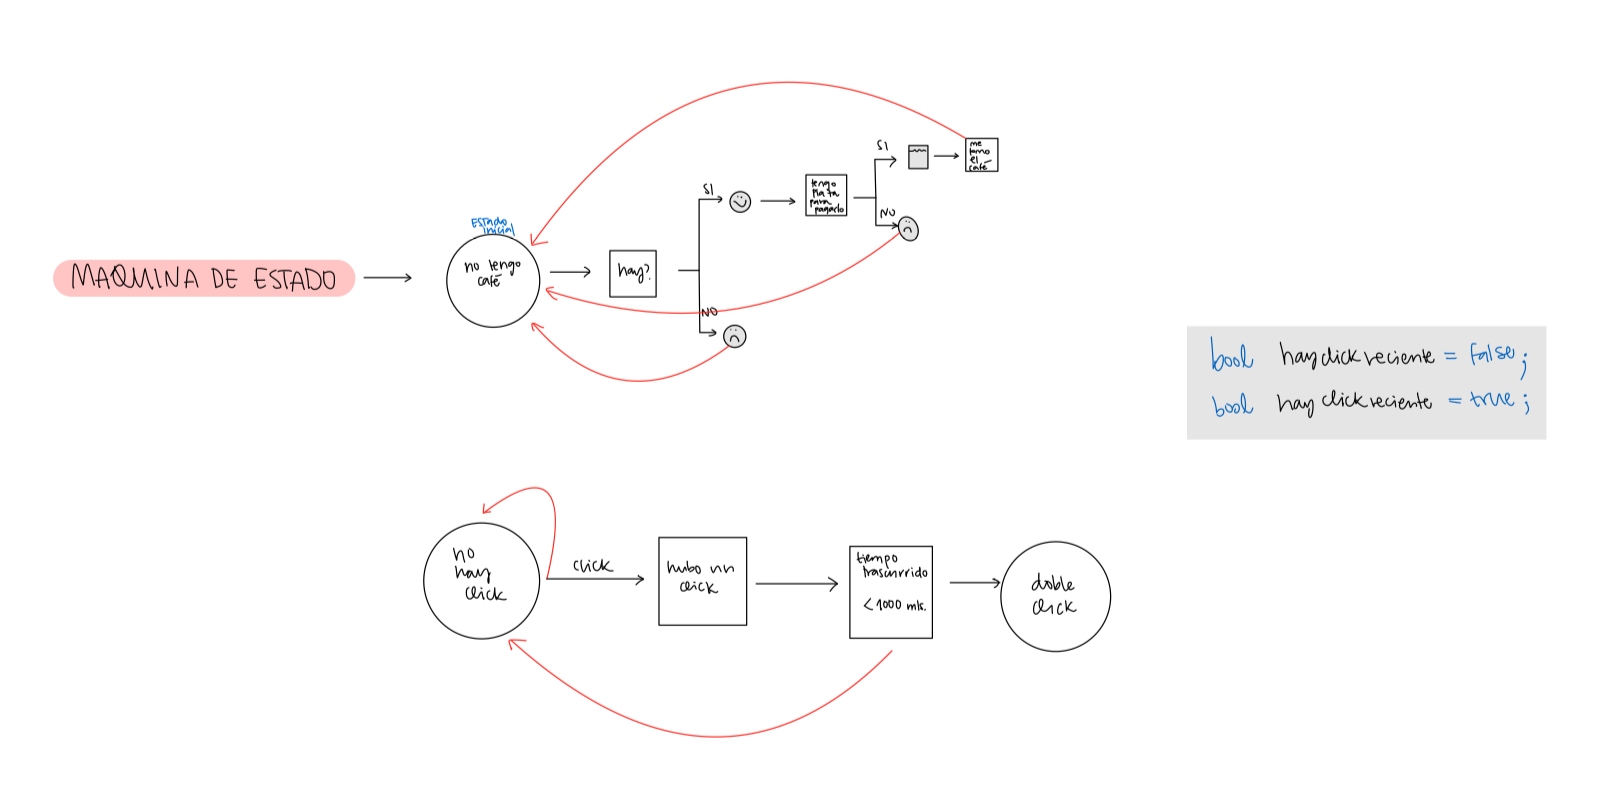 MAQUINA DE ESTADO
Estado
inicial
no tengo
café
hay?
SI
NO
tengo
plata
para
pagarlo
SI
NO
me
tomo
el
café
bool hayclickreciente = False;
bool hayclickreciente = true;
no
hay
click
click
hubo un
click
tiempo
trascurrido
<1000 mls.
doble
click